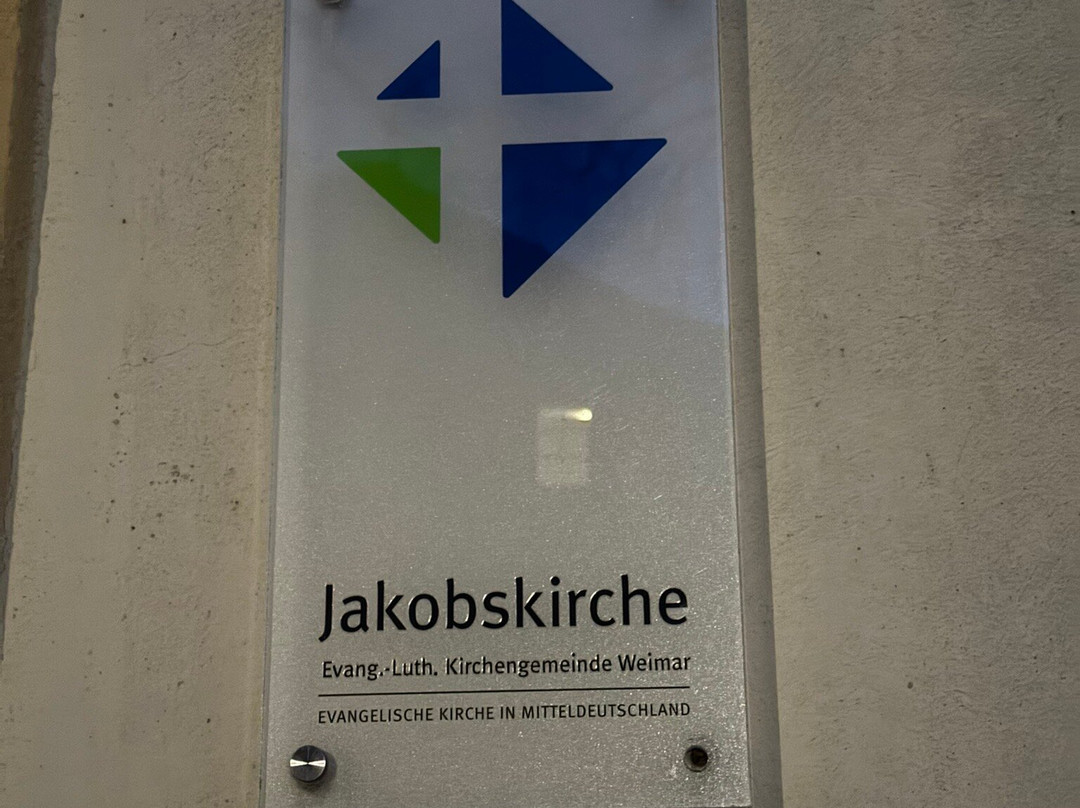 Jakobskirche
Evang.-Luth. Kirchengemeinde Weimar
EVANGELISCHE KIRCHE IN MITTELDEUTSCHLAND